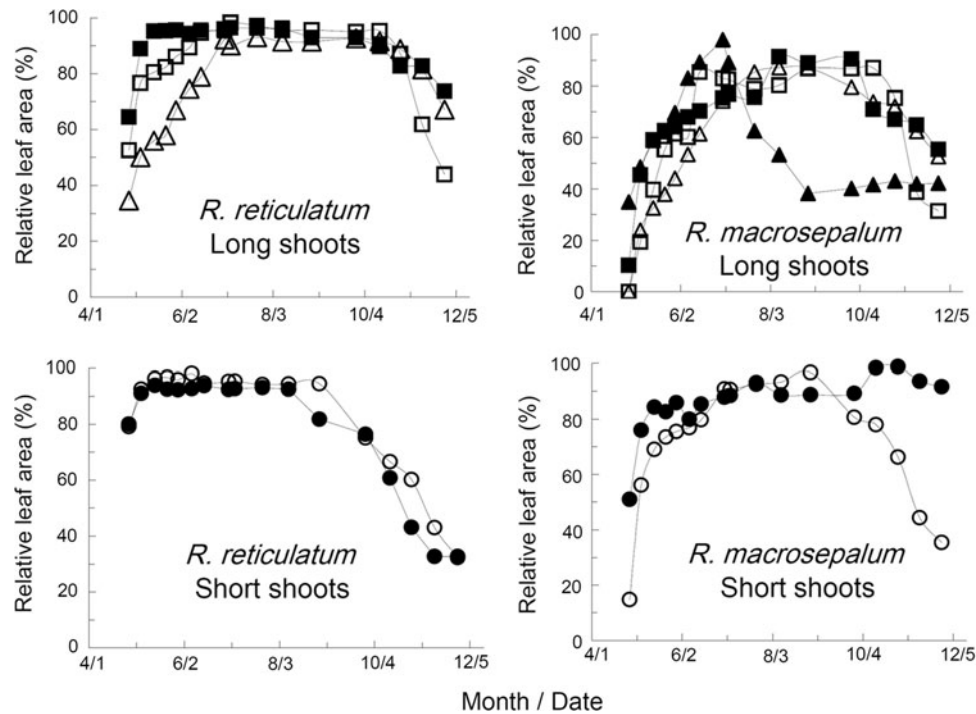 Relative leaf area (%)
100
80
60
40
20
0
4/1 6/2 8/3 10/4 12/5
R. reticulatum
Long shoots
Relative leaf area (%)
100
80
60
40
20
0
4/1 6/2 8/3 10/4 12/5
R. macrosepalum
Long shoots
Relative leaf area (%)
100
80
60
40
20
0
4/1 6/2 8/3 10/4 12/5
R. reticulatum
Short shoots
Relative leaf area (%)
100
80
60
40
20
0
4/1 6/2 8/3 10/4 12/5
R. macrosepalum
Short shoots
Month / Date